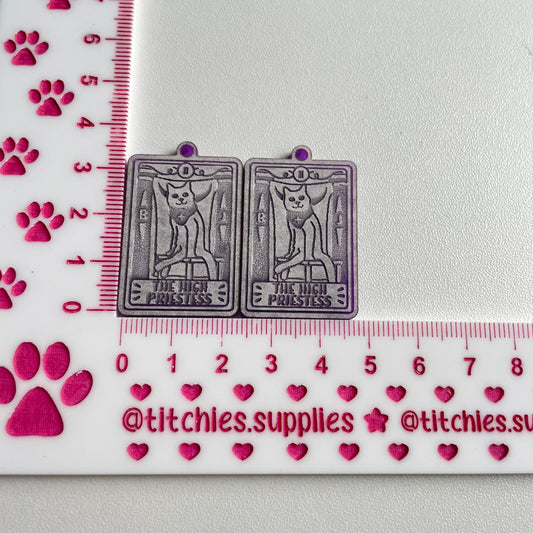 6
5
4
3
2
1
0
II
B
J
THE HIGH
PRIESTESS
II
B
J
THE HIGH
PRIESTESS
0 1 2 3 4 5 6 7 8
@titchies.supplies @titchies.supplies